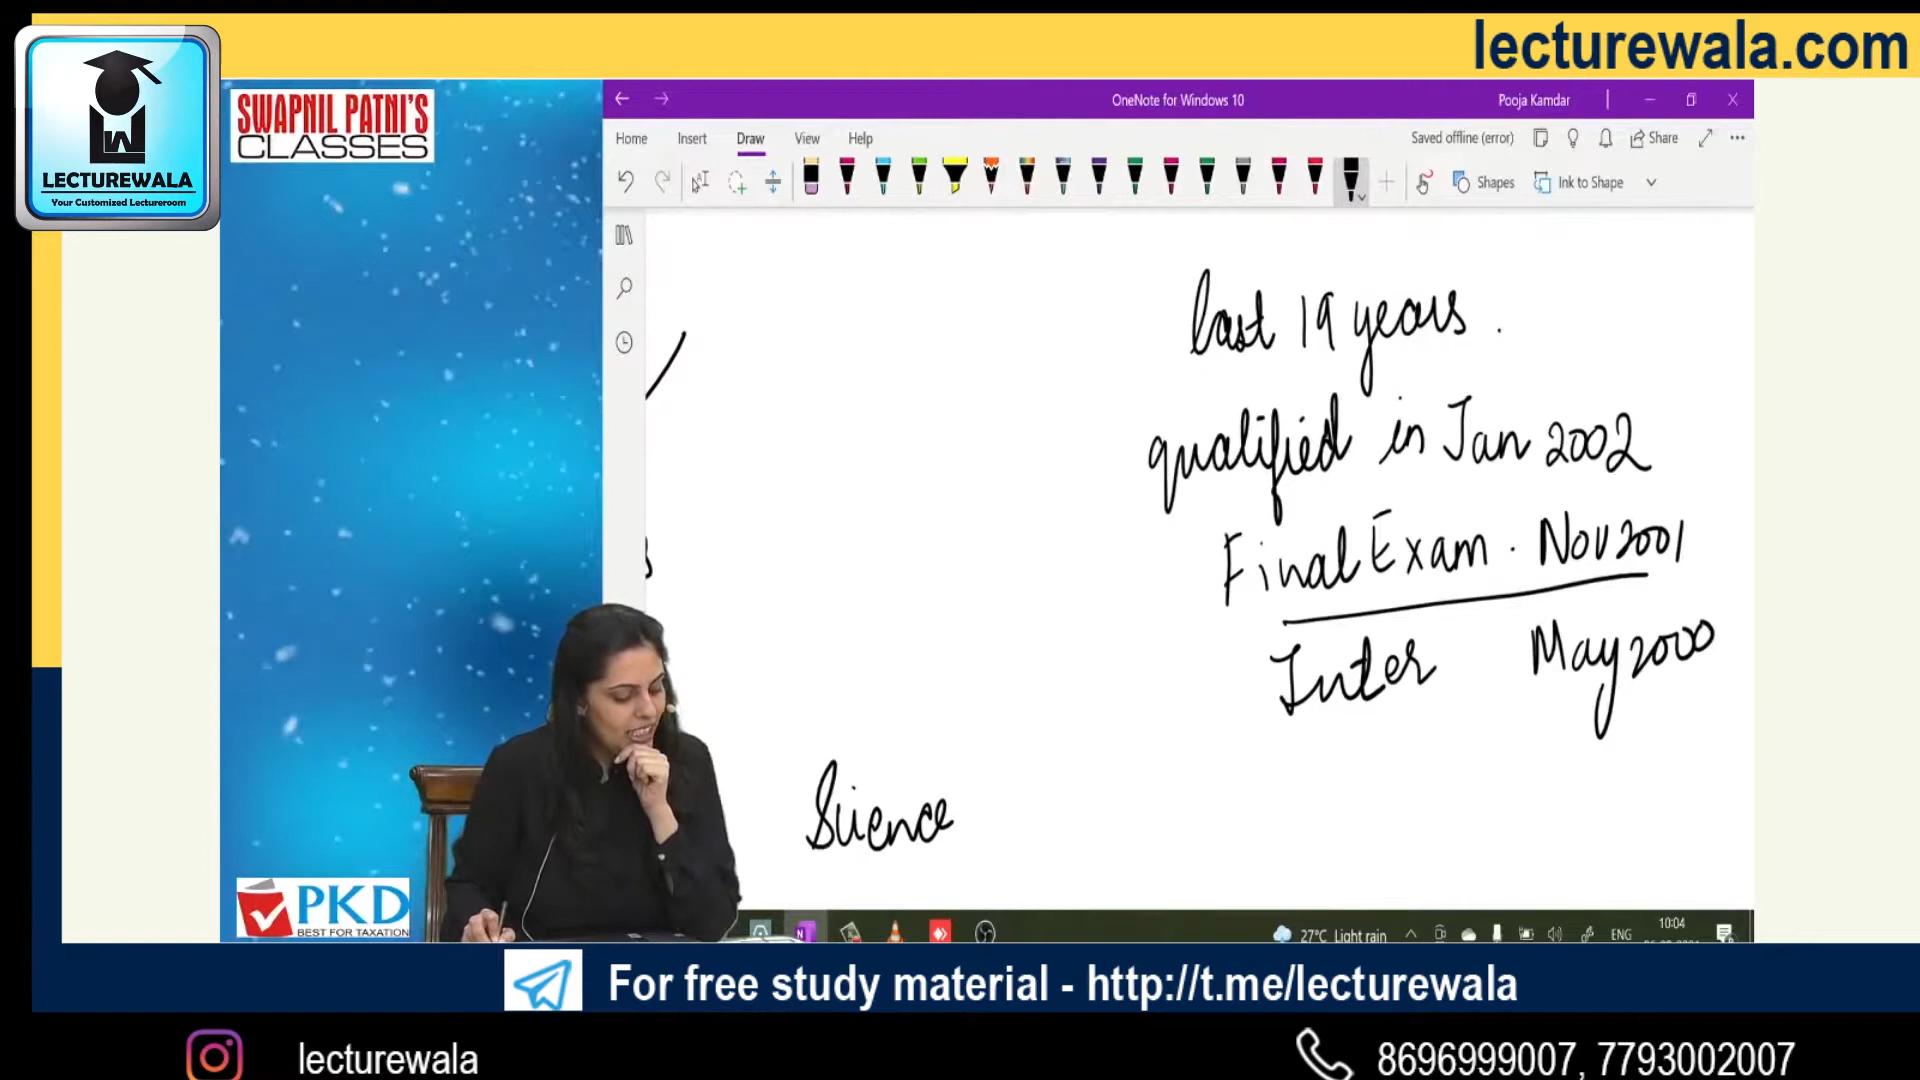 lecturewala.com
LW
LECTUREWALA
Your Customized Lectureroom
SWAPNIL PATNI'S
CLASSES
OneNote for Windows 10
Pooja Kamdar
Home Insert Draw View Help
Saved offline (error)
Share
Shapes
Ink to Shape
last 19 years.
qualified in Jan 2002
Final Exam. Nov 2001
Inter May 2000
Science
PKD
BEST FOR TAXATION
27°C Light rain
ENG
10:04
For free study material - http://t.me/lecturewala
lecturewala
8696999007, 7793002007